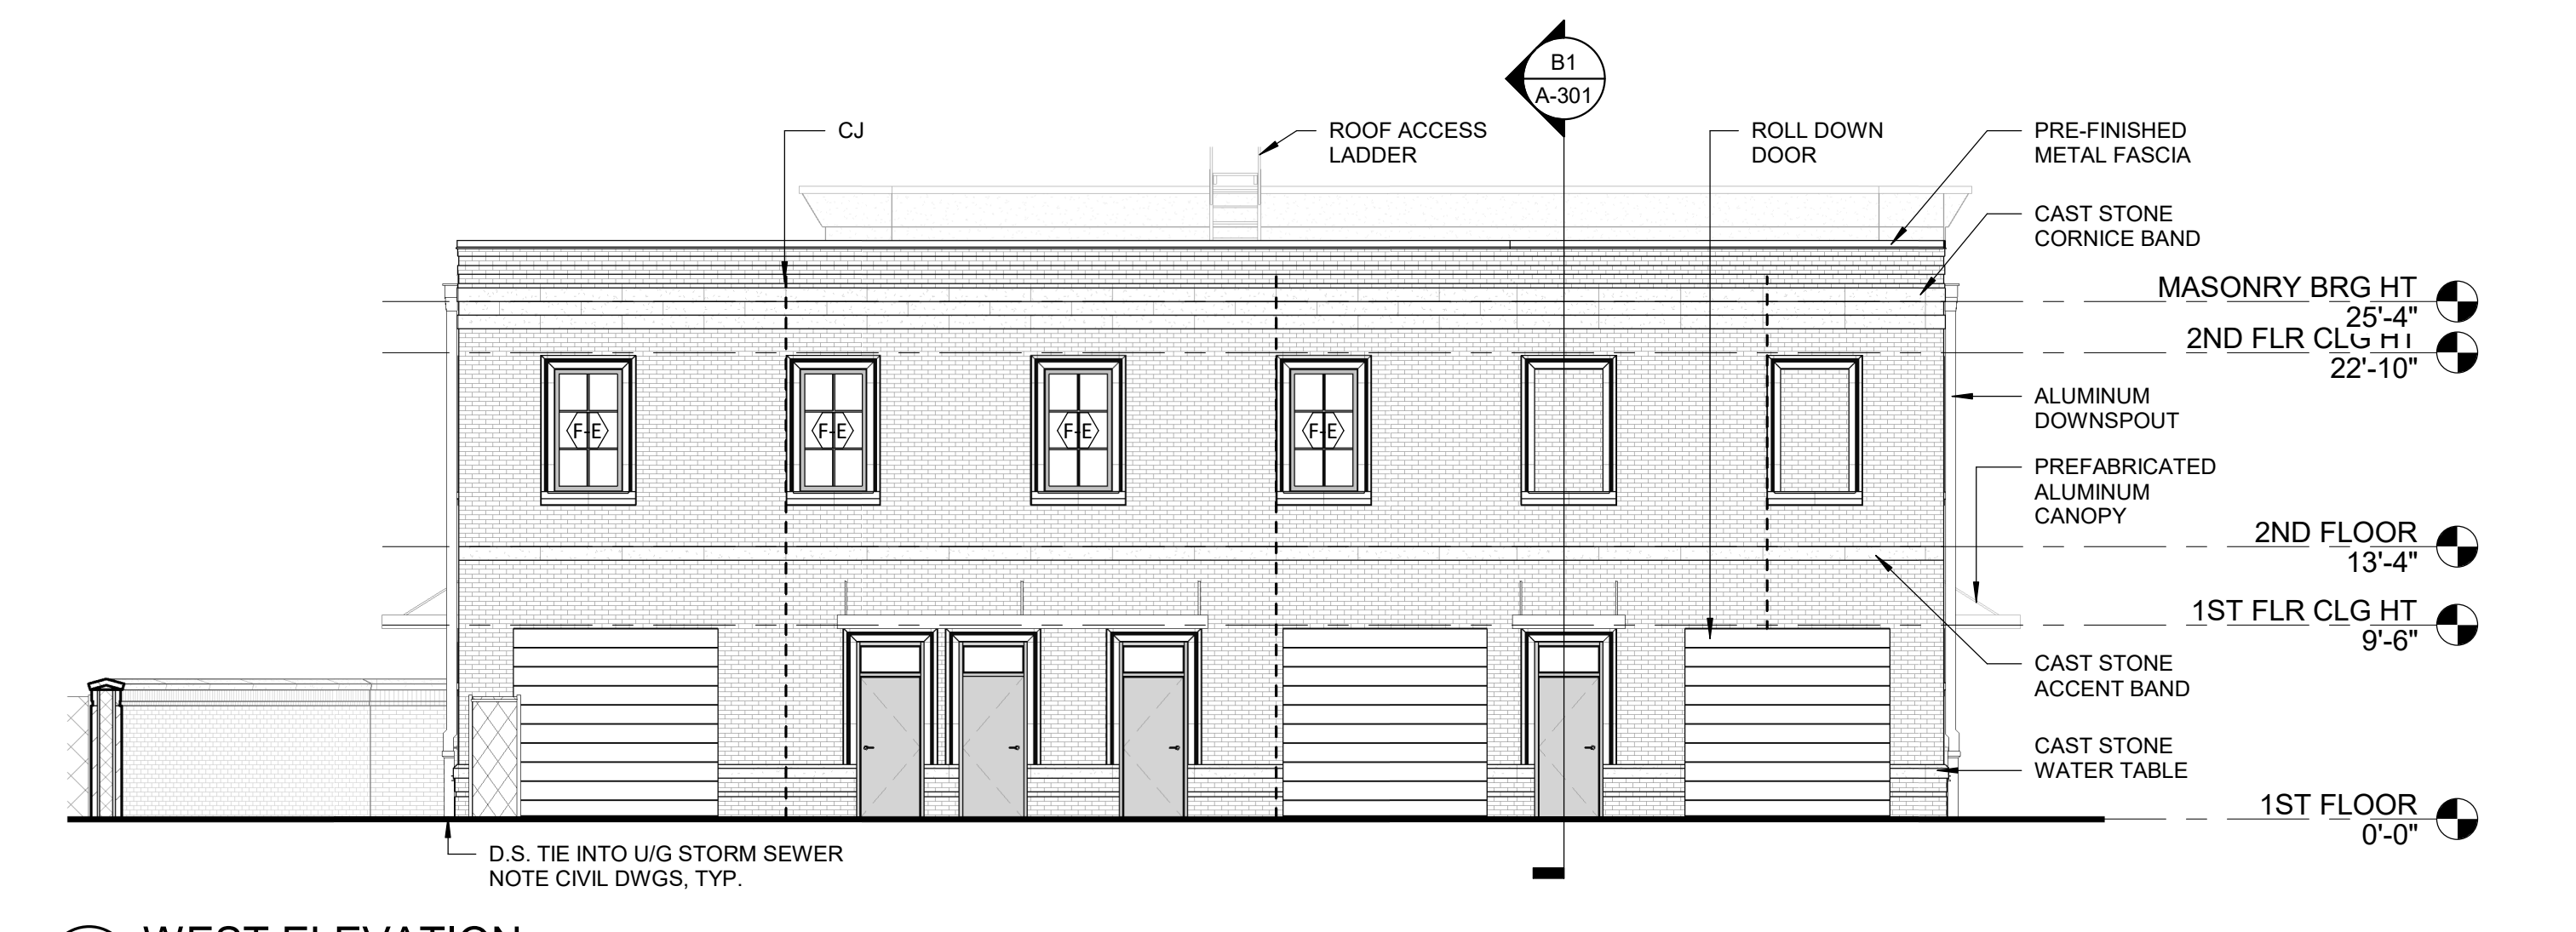 B1
A-301
CJ
ROOF ACCESS
LADDER
ROLL DOWN
DOOR
PRE-FINISHED
METAL FASCIA
CAST STONE
CORNICE BAND
MASONRY BRG HT
25'-4"
2ND FLR CLG HT
22'-10"
ALUMINUM
DOWNSPOUT
F-E
F-E
F-E
F-E
PREFABRICATED
ALUMINUM
CANOPY
2ND FLOOR
13'-4"
1ST FLR CLG HT
9'-6"
CAST STONE
ACCENT BAND
CAST STONE
WATER TABLE
1ST FLOOR
0'-0"
D.S. TIE INTO U/G STORM SEWER
NOTE CIVIL DWGS, TYP.
WEST ELEVATION